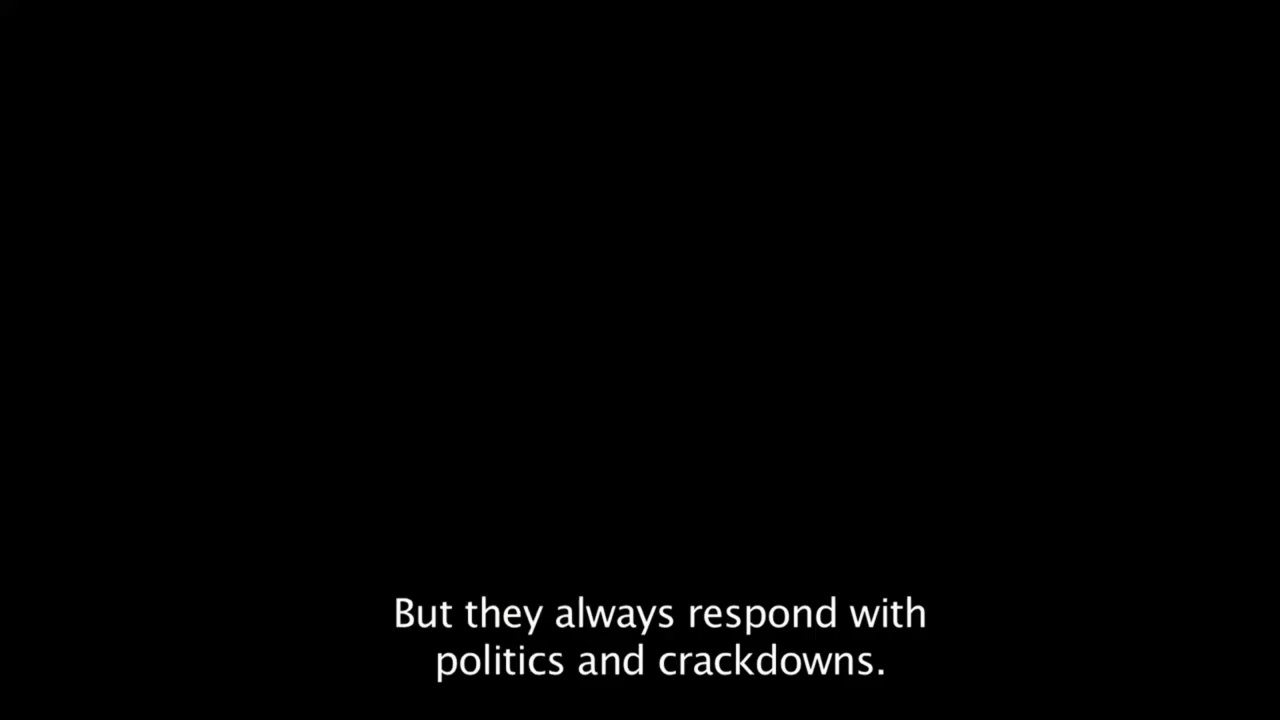 But they always respond with
politics and crackdowns.